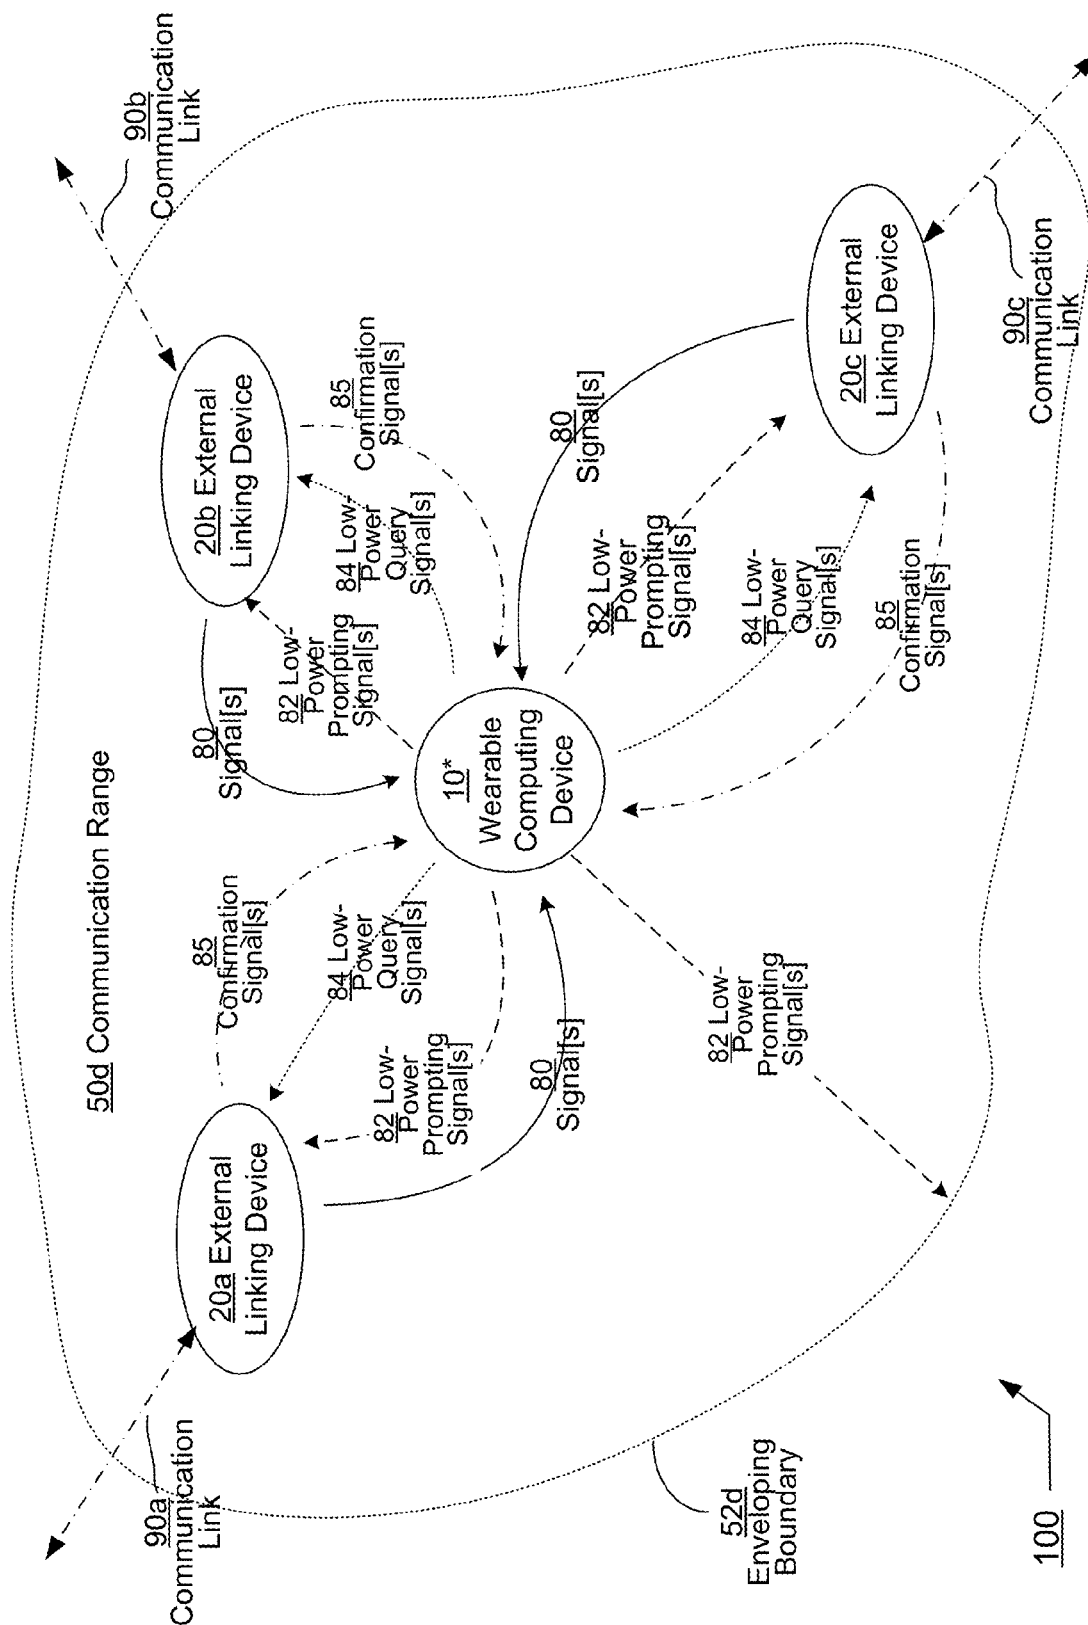 50d Communication Range
90a
Communication
Link
90b
Communication
Link
20a External
Linking Device
20b External
Linking Device
85
Confirmation
Signal[s]
80
Signal[s]
82 Low-
Power
Prompting
Signal[s]
84 Low-
Power
Query
Signal[s]
85
Confirmation
Signal[s]
84 Low-
Power
Query
Signal[s]
82 Low-
Power
Prompting
Signal[s]
10*
Wearable
Computing
Device
80
Signal[s]
80
Signal[s]
82 Low-
Power
Prompting
Signal[s]
84 Low-
Power
Query
Signal[s]
85
Confirmation
Signal[s]
20c External
Linking Device
90c
Communication
Link
82 Low-
Power
Prompting
Signal[s]
52d
Enveloping
Boundary
100